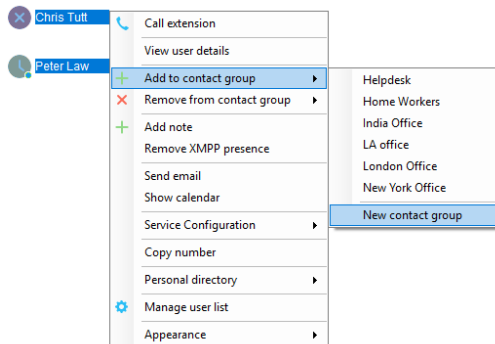 Chris Tutt
Peter Law
Call extension
View user details
Add to contact group
Remove from contact group
Add note
Remove XMPP presence
Send email
Show calendar
Service Configuration
Copy number
Personal directory
Manage user list
Appearance
Helpdesk
Home Workers
India Office
LA office
London Office
New York Office
New contact group